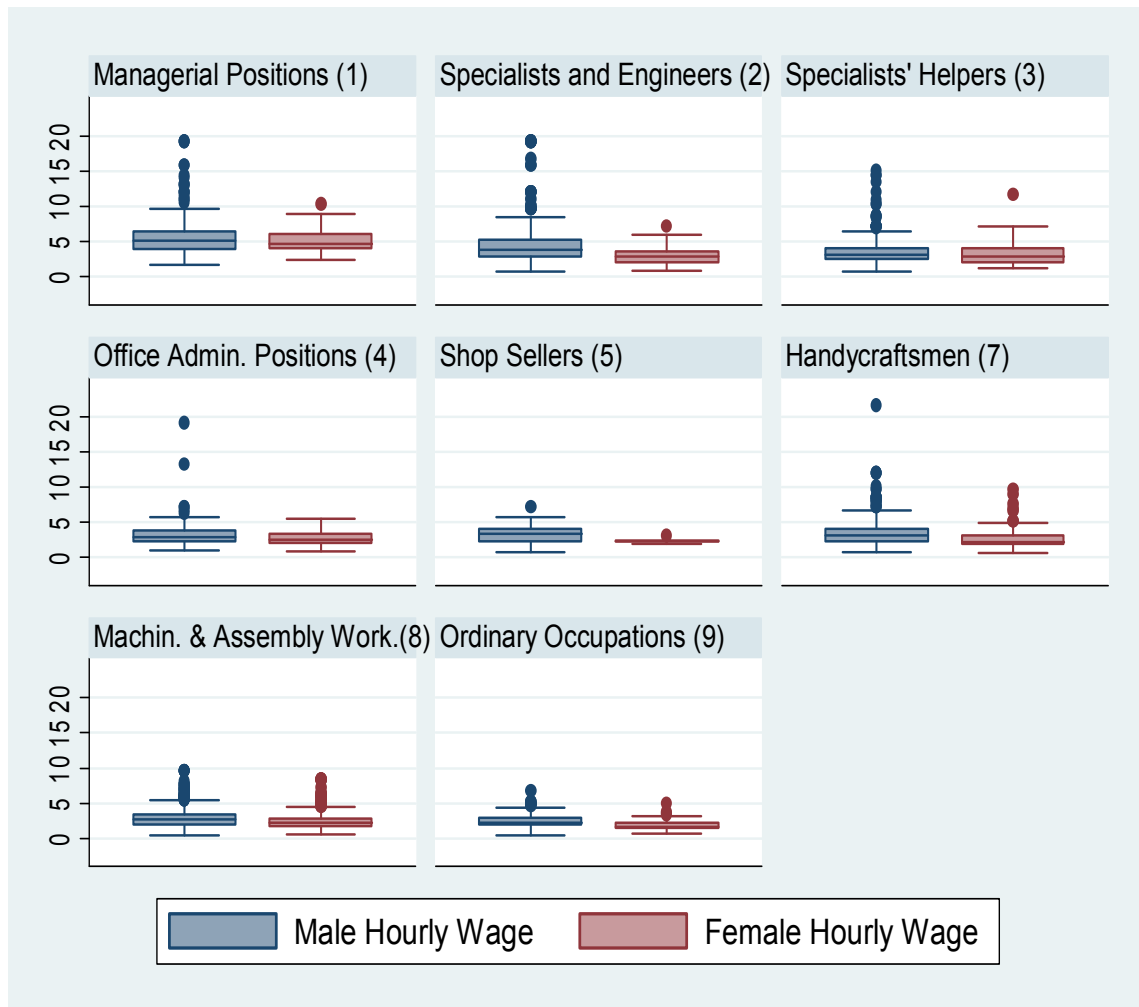 Managerial Positions (1)
Specialists and Engineers (2)
Specialists' Helpers (3)
0 5 10 15 20
Office Admin. Positions (4)
Shop Sellers (5)
Handycraftsmen (7)
0 5 10 15 20
Machin. & Assembly Work.(8)
Ordinary Occupations (9)
0 5 10 15 20
Male Hourly Wage
Female Hourly Wage